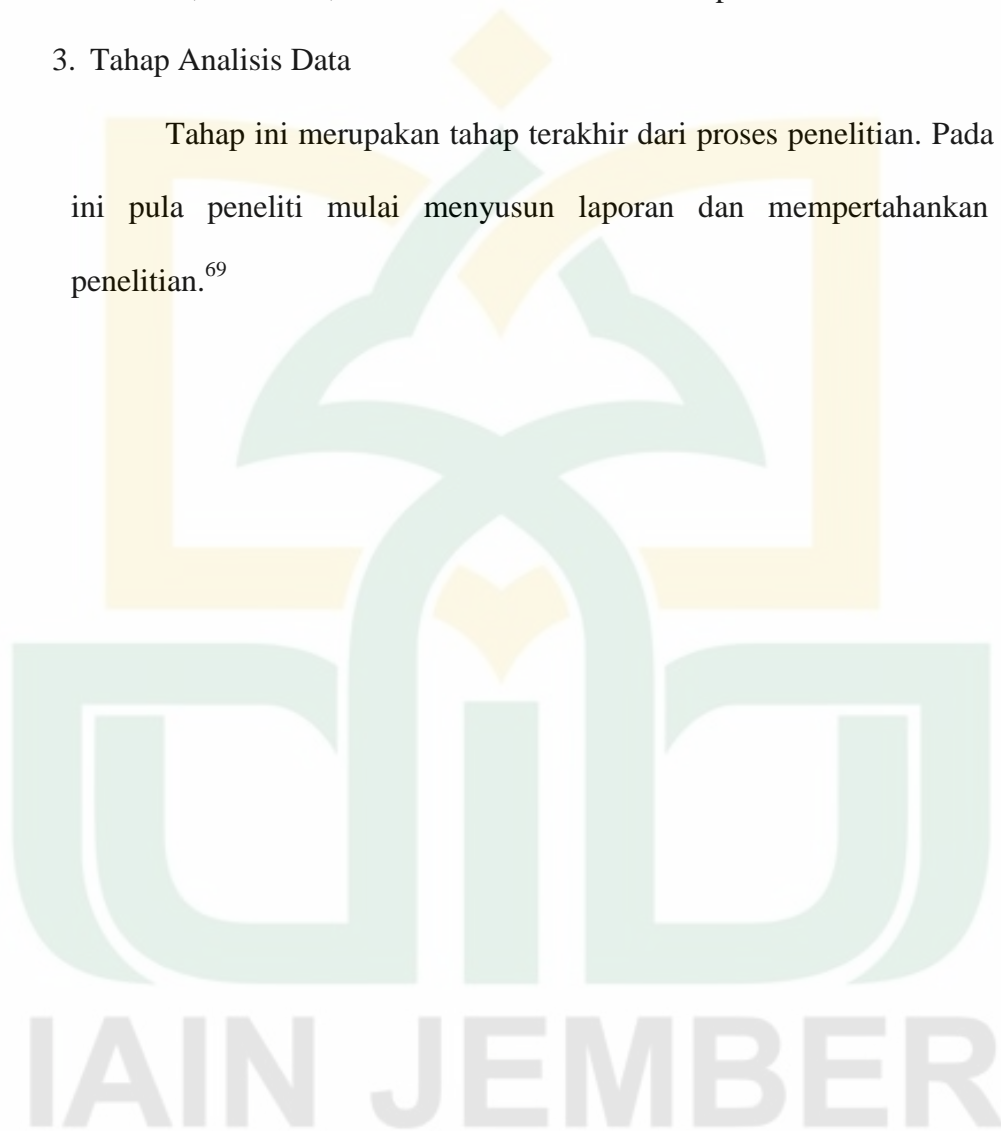 3. Tahap Analisis Data
Tahap ini merupakan tahap terakhir dari proses penelitian. Pada
ini pula peneliti mulai menyusun laporan dan mempertahankan
penelitian.69
IAIN JEMBER